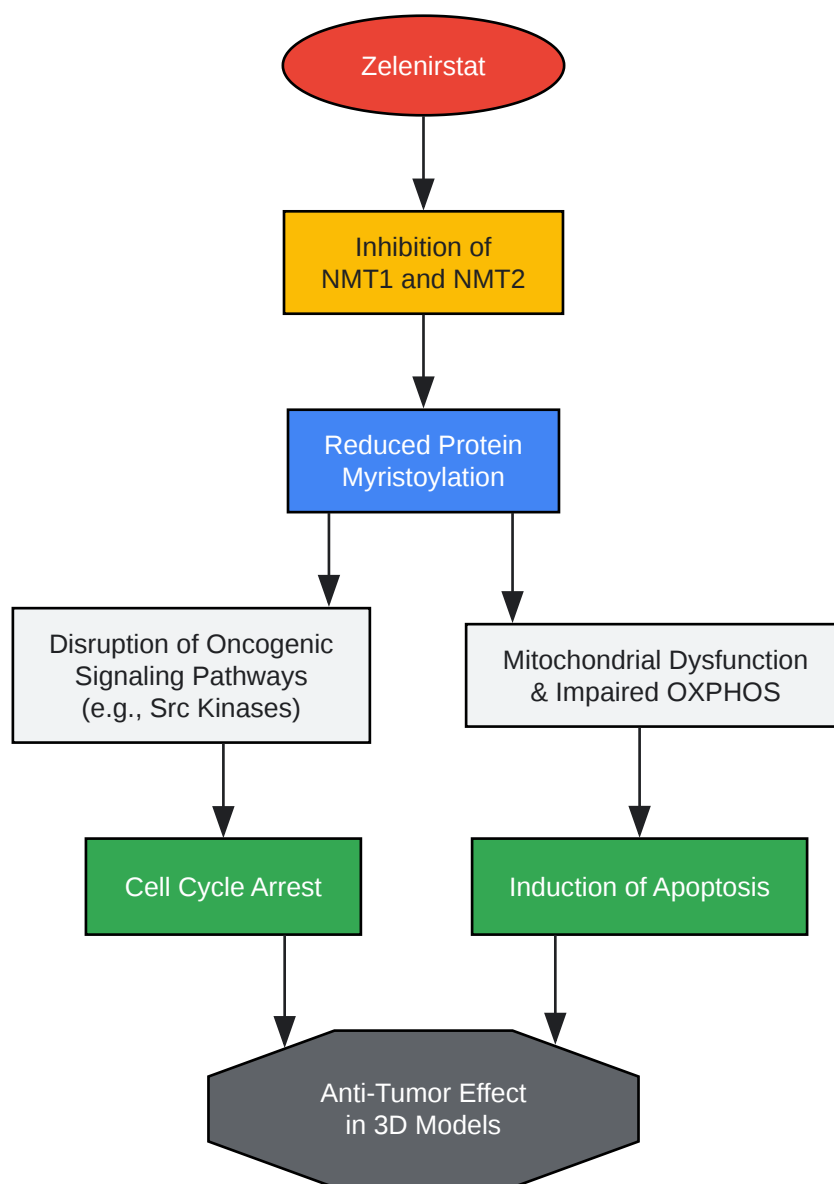 Zelenirstat
Inhibition of
NMT1 and NMT2
Reduced Protein
Myristoylation
Disruption of Oncogenic
Signaling Pathways
(e.g., Src Kinases)
Mitochondrial Dysfunction
& Impaired OXPHOS
Cell Cycle Arrest
Induction of Apoptosis
Anti-Tumor Effect
in 3D Models